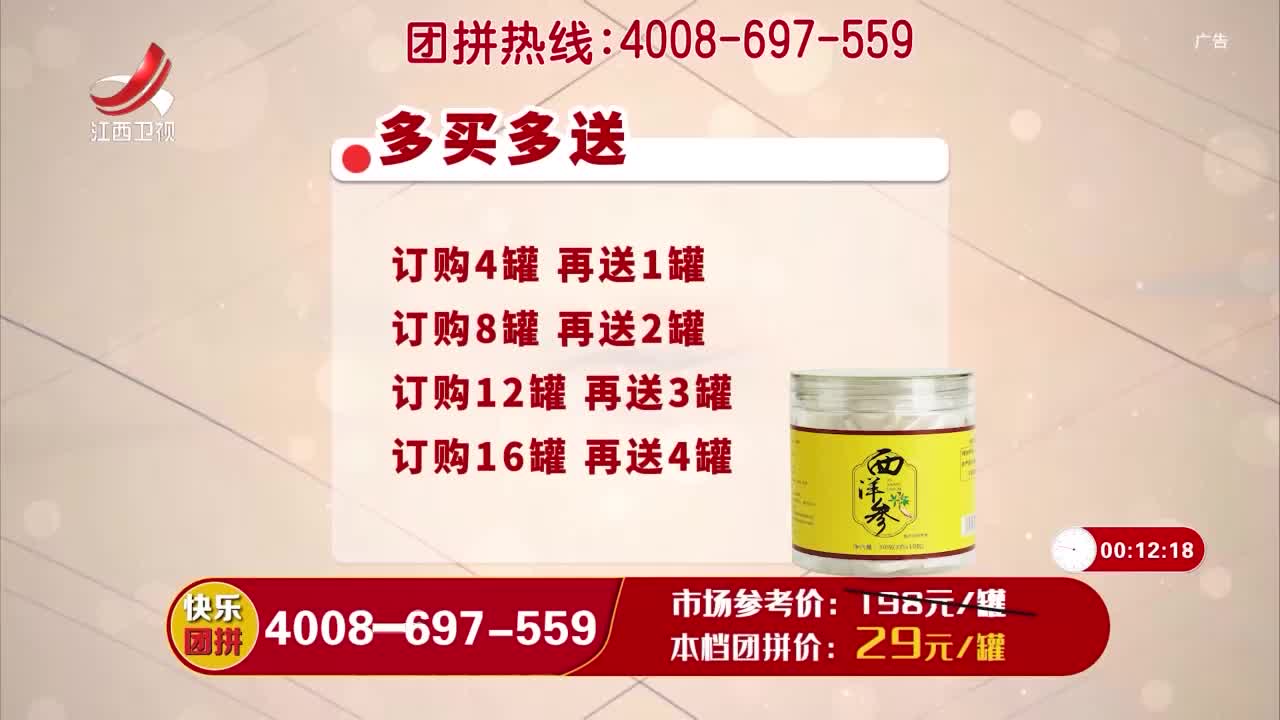 团拼热线:4008-697-559
广告
江西卫视
多买多送
订购4罐 再送1罐
订购8罐 再送2罐
订购12罐 再送3罐
订购16罐 再送4罐
西洋参
00:12:18
快乐
团拼
4008-697-559
市场参考价：198元/罐
本档团拼价：29元/罐